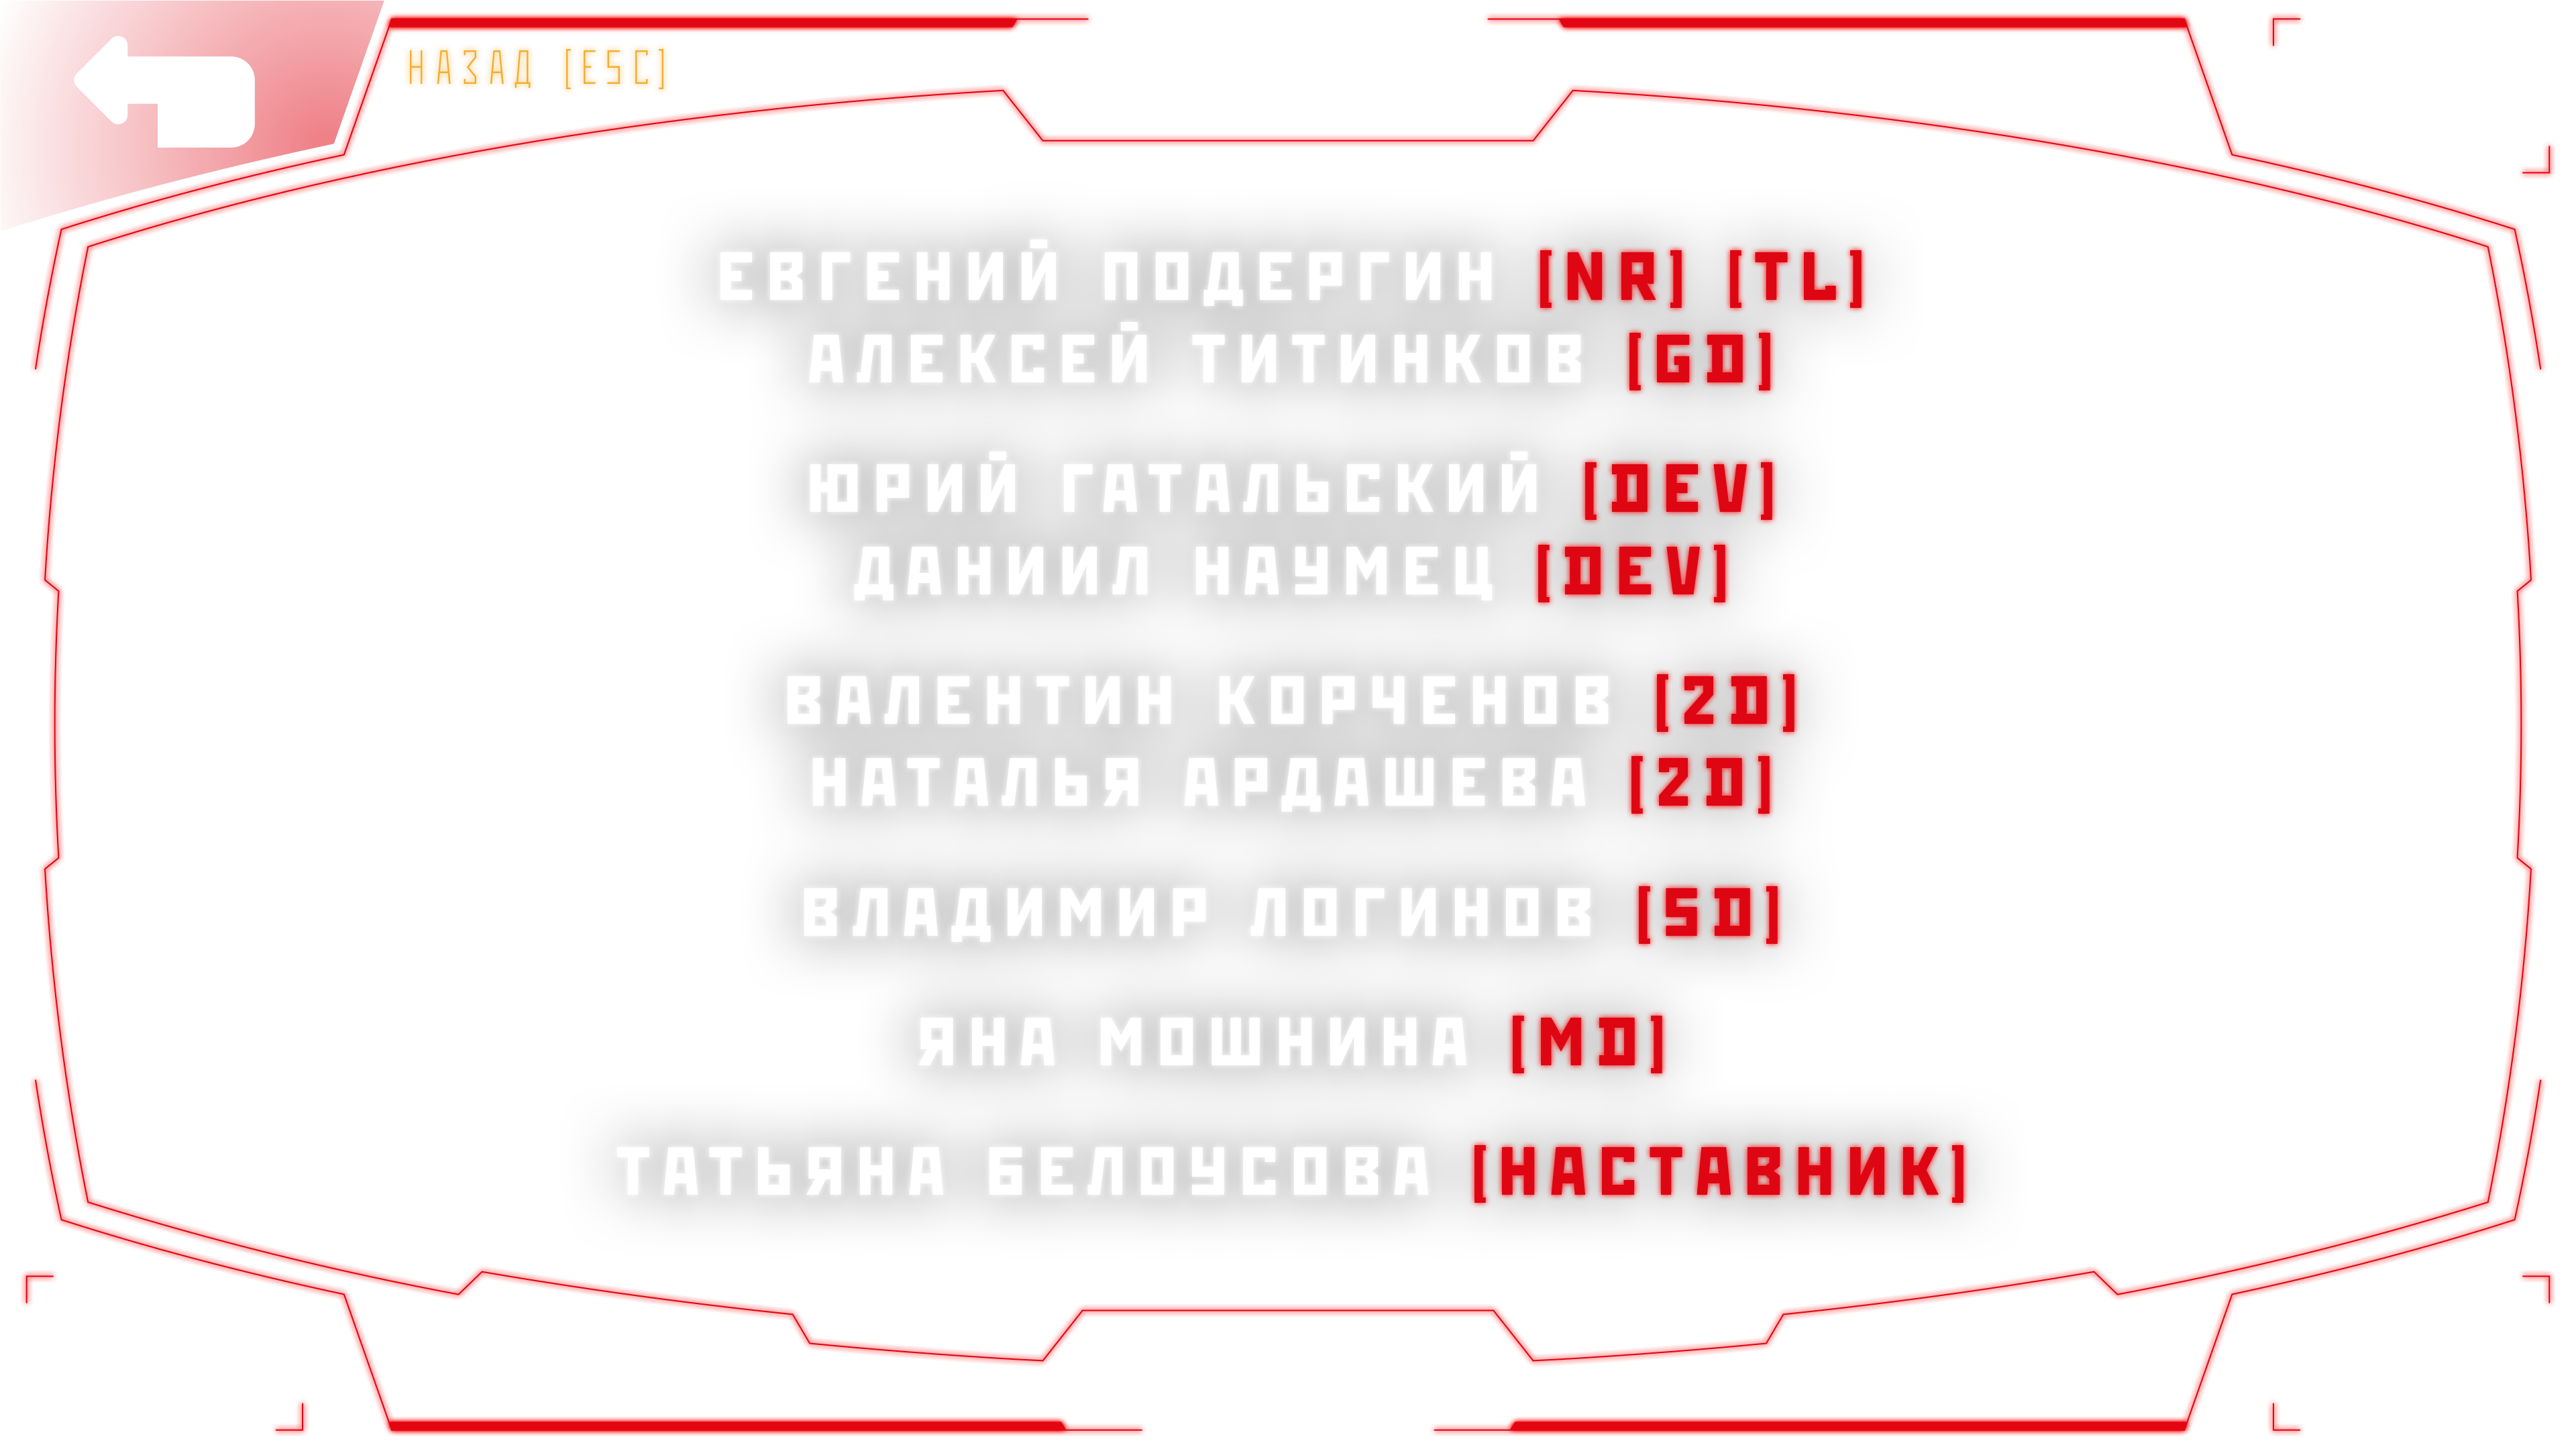 НАЗАД [ESC]
ЕВГЕНИЙ ПОДЕРГИН [NR] [TL]
АЛЕКСЕЙ ТИТИНКОВ [GD]
ЮРИЙ ГАТАЛЬСКИЙ [DEV]
ДАНИИЛ НАУМЕЦ [DEV]
ВАЛЕНТИН КОРЧЕНОВ [2D]
НАТАЛЬЯ АРДАШЕВА [2D]
ВЛАДИМИР ЛОГИНОВ [SD]
ЯНА МОШНИНА [MD]
ТАТЬЯНА БЕЛОУСОВА [НАСТАВНИК]